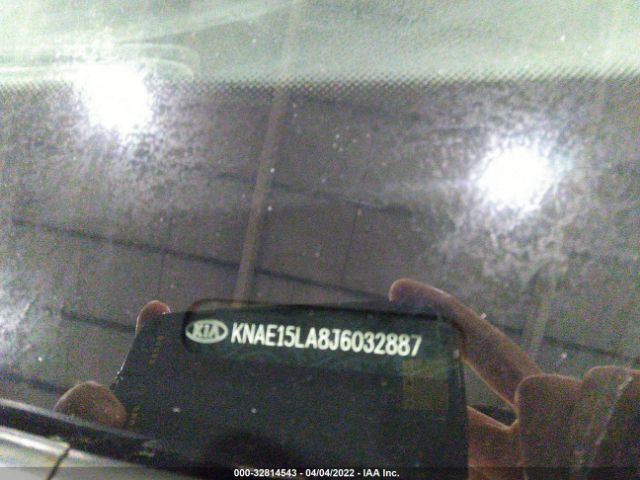 KIA KNAE15LA8J6032887
000-32814543 - 04/04/2022 - IAA Inc.